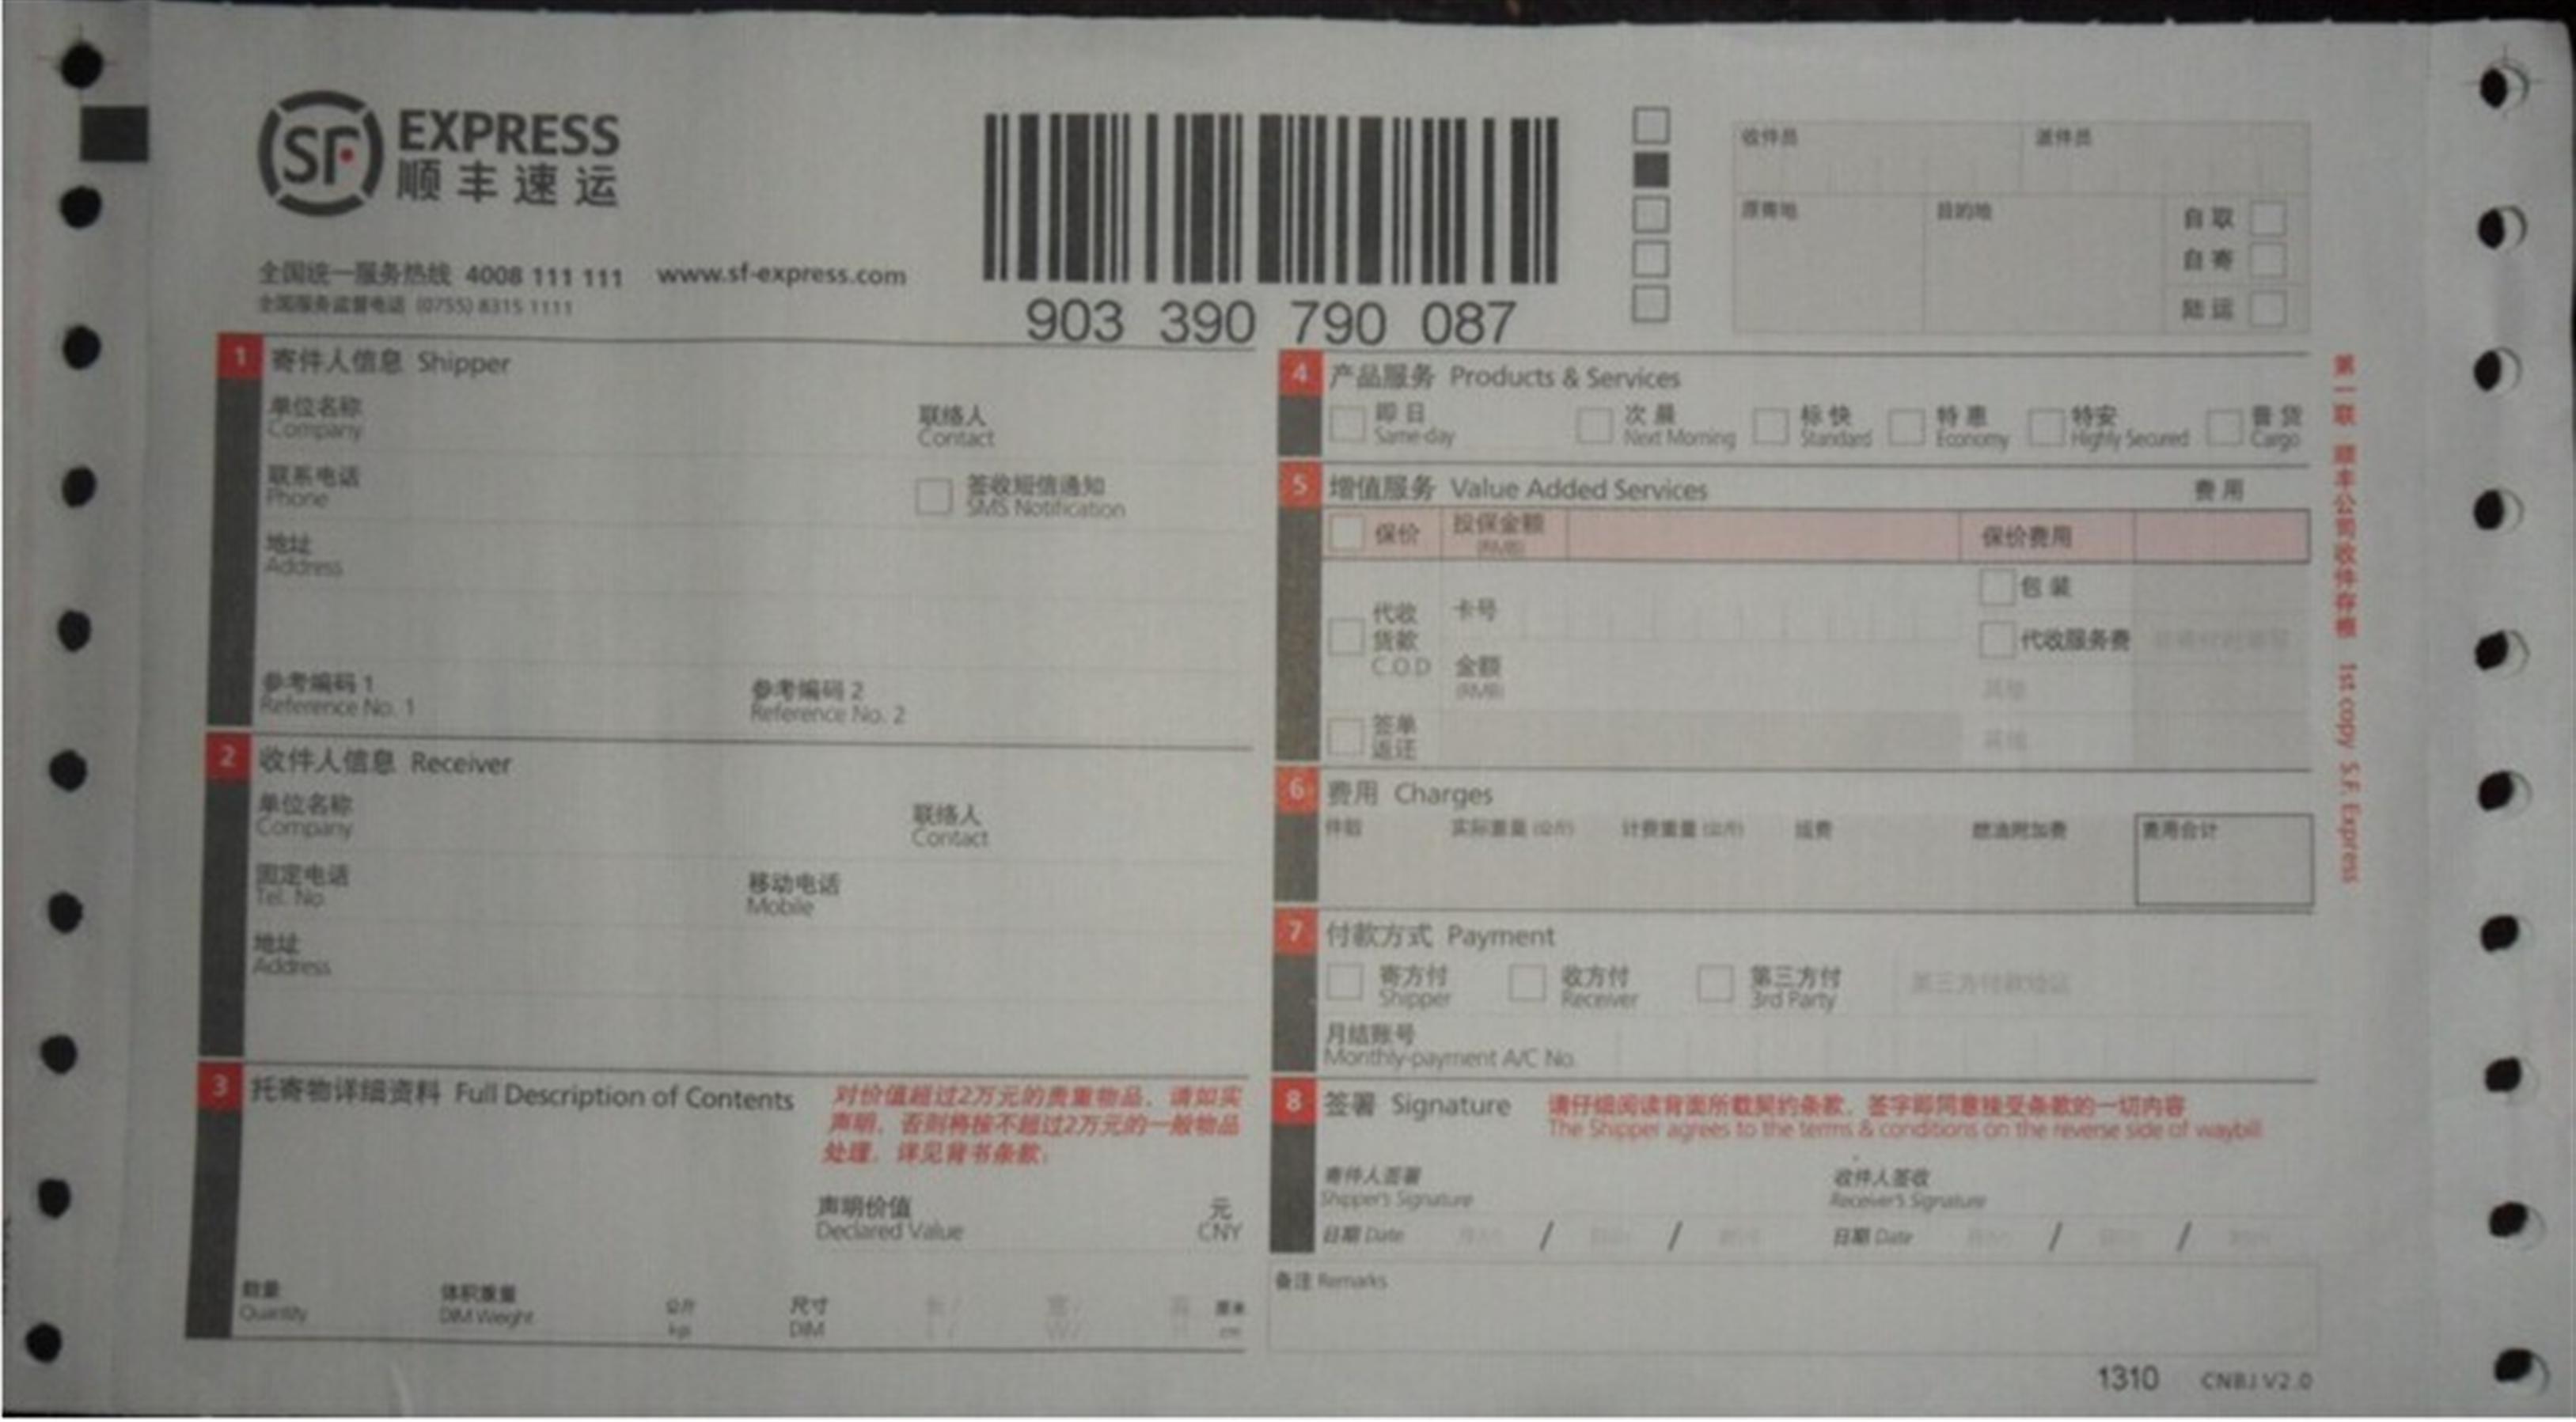 SF EXPRESS
顺丰速运
全国统一服务热线 4008 111 111 www.sf-express.com
全国服务监督电话 (0755) 8315 1111
903 390 790 087
收件员 派件员
原寄地 目的地
自取
自寄
陆运
1 寄件人信息 Shipper
单位名称 联络人
Company Contact
联系电话 签收短信通知
Phone SMS Notification
地址
Address
参考编码 1 参考编码 2
Reference No. 1 Reference No. 2
2 收件人信息 Receiver
单位名称 联络人
Company Contact
固定电话 移动电话
Tel. No. Mobile
地址
Address
3 托寄物详细资料 Full Description of Contents
对价值超过2万元的贵重物品，请如实
声明，否则将按不超过2万元的一般物品
处理，详见背书条款。
声明价值 元
Declared Value CNY
数量 体积重量 公斤 尺寸 长 / 宽 / 高 厘米
Quantity DIM Weight kg DIM L / W / H cm
4 产品服务 Products & Services
即日 次晨 标快 特惠 特安 普货
Same-day Next Morning Standard Economy Highly Secured Cargo
5 增值服务 Value Added Services 费用
保价 投保金额 (RMB) 保价费用
代收货款 C.O.D 卡号 包装
代收服务费
金额 (RMB) 其他
签单返还 其他
6 费用 Charges
件数 实际重量 (公斤) 计费重量 (公斤) 运费 燃油附加费 费用合计
7 付款方式 Payment
寄方付 收方付 第三方付 第三方付款地区
Shipper Receiver 3rd Party
月结账号
Monthly-payment A/C No.
8 签署 Signature
请仔细阅读背面所载契约条款，签字即同意接受条款的一切内容
The Shipper agrees to the terms & conditions on the reverse side of waybill
寄件人签署 收件人签收
Shipper's Signature Receiver's Signature
日期 Date / / 日期 Date / /
备注 Remarks
1310 CNBJ V2.0
第一联 顺丰公司收件存根 1st copy S.F. Express